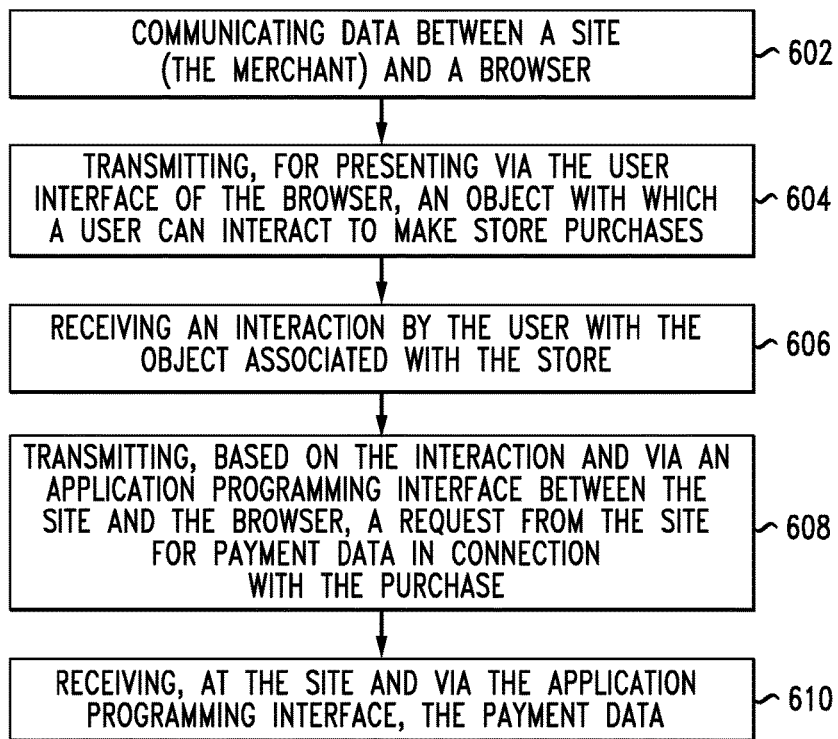 COMMUNICATING DATA BETWEEN A SITE
(THE MERCHANT) AND A BROWSER
602
TRANSMITTING, FOR PRESENTING VIA THE USER
INTERFACE OF THE BROWSER, AN OBJECT WITH WHICH
A USER CAN INTERACT TO MAKE STORE PURCHASES
604
RECEIVING AN INTERACTION BY THE USER WITH THE
OBJECT ASSOCIATED WITH THE STORE
606
TRANSMITTING, BASED ON THE INTERACTION AND VIA AN
APPLICATION PROGRAMMING INTERFACE BETWEEN THE
SITE AND THE BROWSER, A REQUEST FROM THE SITE
FOR PAYMENT DATA IN CONNECTION
WITH THE PURCHASE
608
RECEIVING, AT THE SITE AND VIA THE APPLICATION
PROGRAMMING INTERFACE, THE PAYMENT DATA
610